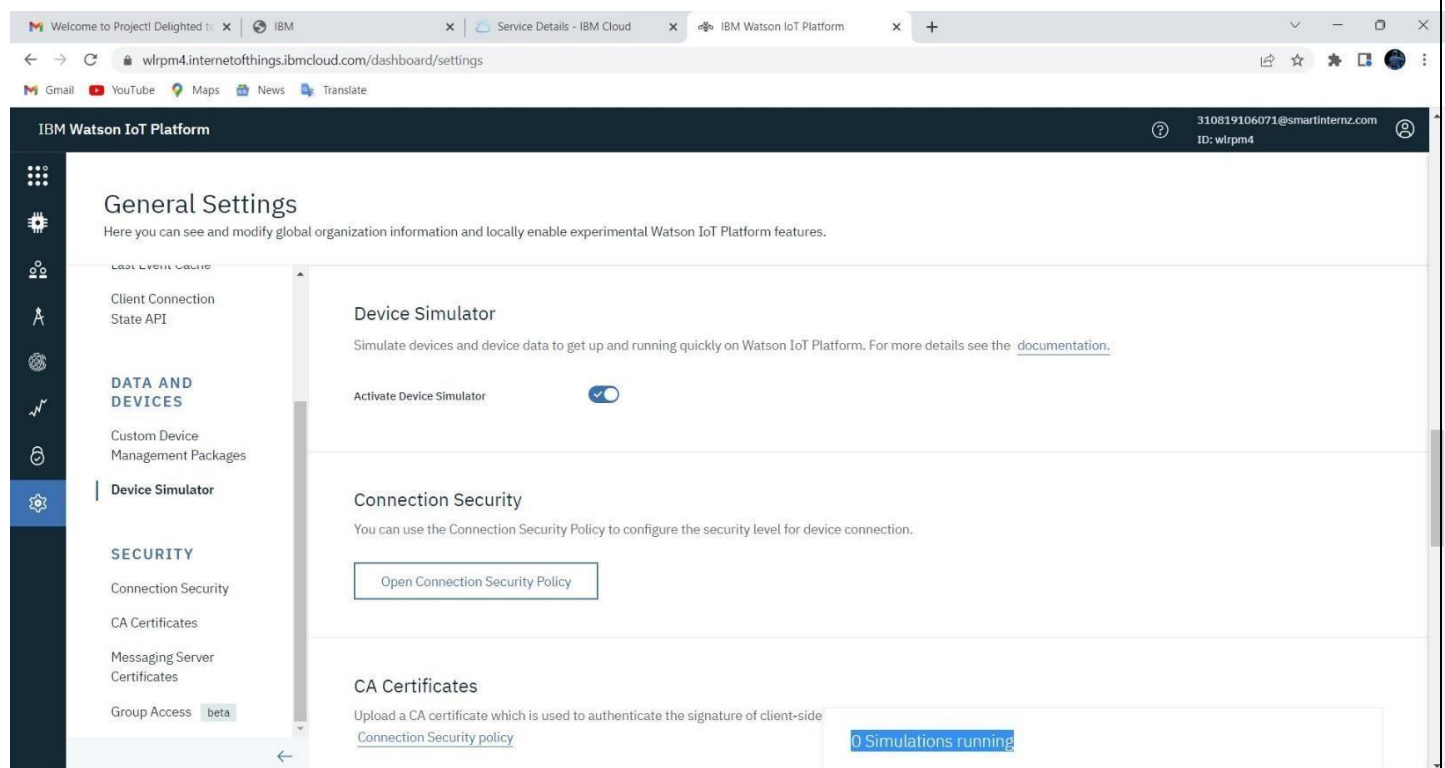 Welcome to Project! Delighted to
IBM
Service Details - IBM Cloud
IBM Watson IoT Platform
wlrpm4.internetofthings.ibmcloud.com/dashboard/settings
Gmail
YouTube
Maps
News
Translate
IBM Watson IoT Platform
310819106071@smartinternz.com
ID: wlrpm4
General Settings
Here you can see and modify global organization information and locally enable experimental Watson IoT Platform features.
Last Event Cache
Client Connection
State API
DATA AND
DEVICES
Custom Device
Management Packages
Device Simulator
SECURITY
Connection Security
CA Certificates
Messaging Server
Certificates
Group Access beta
Device Simulator
Simulate devices and device data to get up and running quickly on Watson IoT Platform. For more details see the documentation.
Activate Device Simulator
Connection Security
You can use the Connection Security Policy to configure the security level for device connection.
Open Connection Security Policy
CA Certificates
Upload a CA certificate which is used to authenticate the signature of client-side
Connection Security policy
0 Simulations running